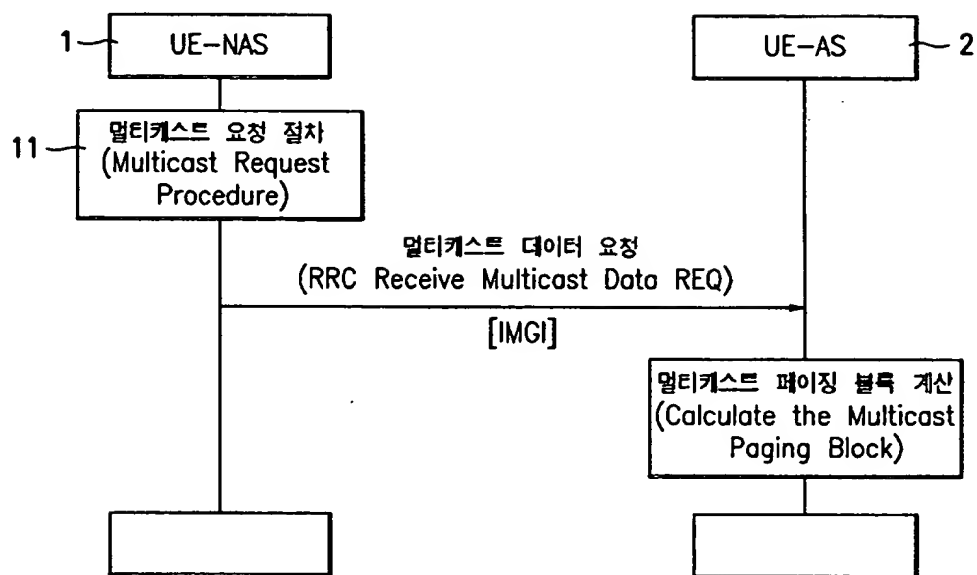 1
UE-NAS
UE-AS
2
11
멀티캐스트 요청 절차
(Multicast Request
Procedure)
멀티캐스트 데이터 요청
(RRC Receive Multicast Data REQ)
[IMGI]
멀티캐스트 페이징 블록 계산
(Calculate the Multicast
Paging Block)